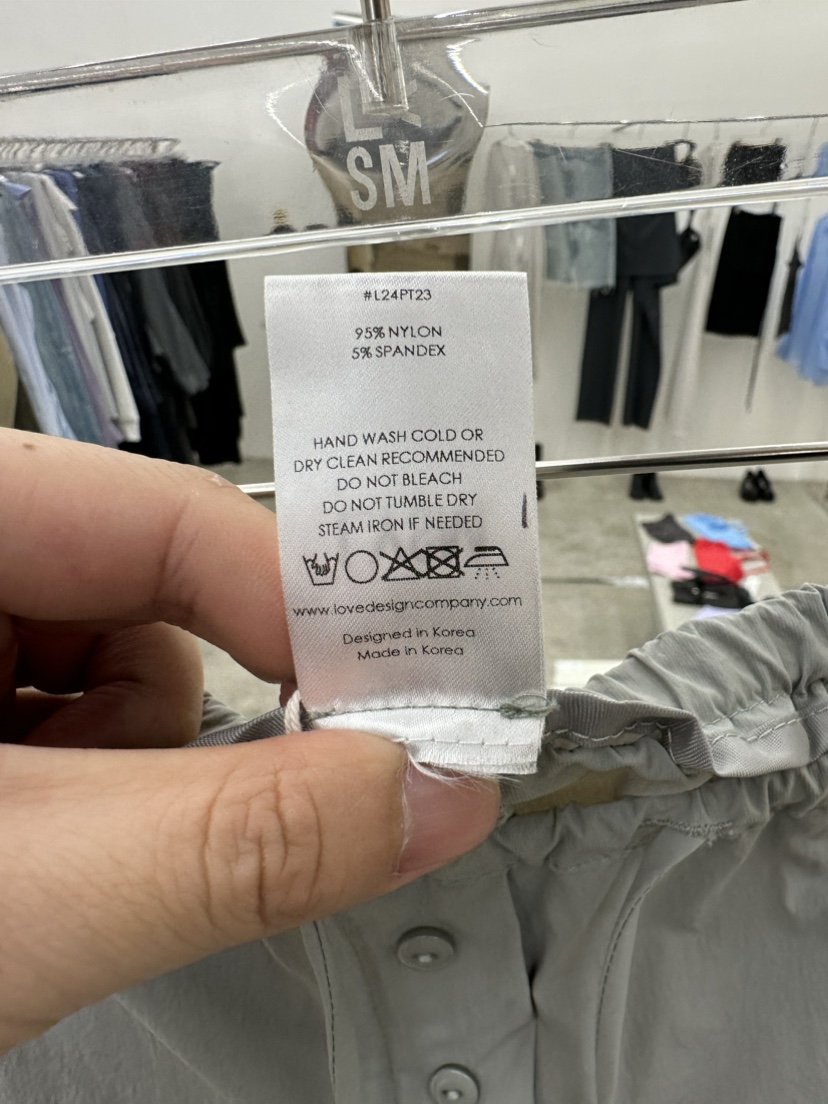 SM
#L24PT23
95% NYLON
5% SPANDEX
HAND WASH COLD OR
DRY CLEAN RECOMMENDED
DO NOT BLEACH
DO NOT TUMBLE DRY
STEAM IRON IF NEEDED
www.lovedesigncompany.com
Designed in Korea
Made in Korea